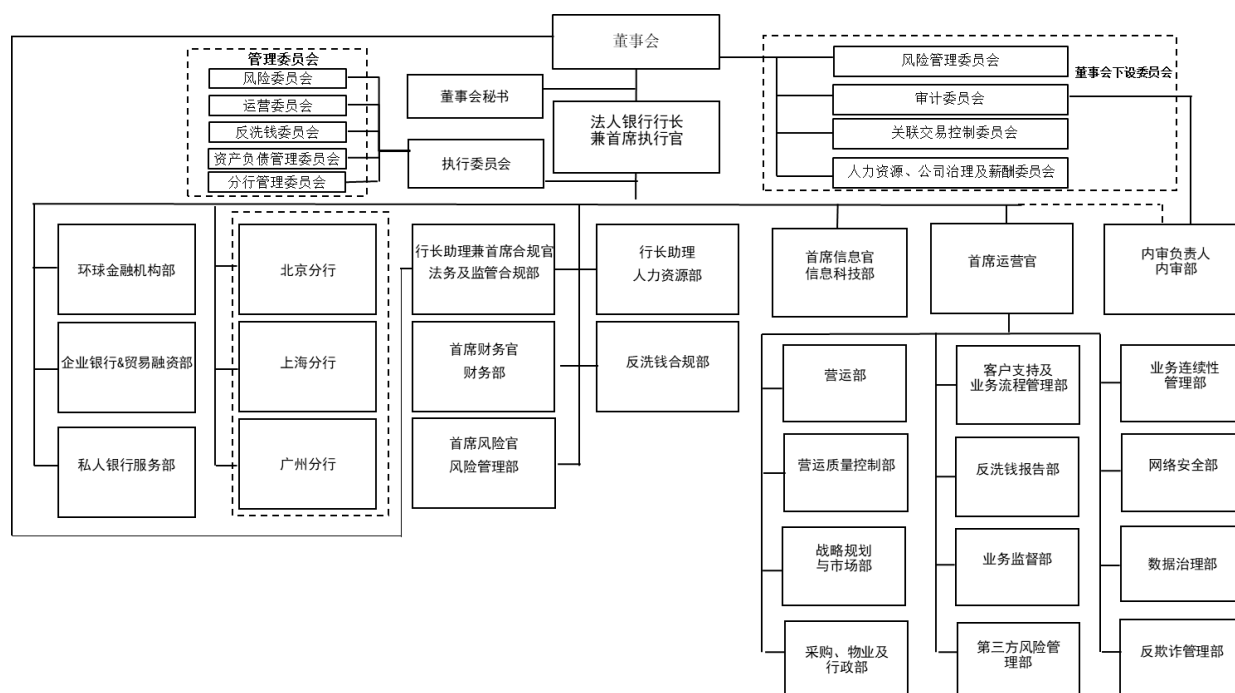 董事会
管理委员会
风险委员会
运营委员会
反洗钱委员会
资产负债管理委员会
分行管理委员会
董事会秘书
执行委员会
法人银行行长
兼首席执行官
风险管理委员会
董事会下设委员会
审计委员会
关联交易控制委员会
人力资源、公司治理及薪酬委员会
环球金融机构部
企业银行&贸易融资部
私人银行服务部
北京分行
上海分行
广州分行
行长助理兼首席合规官
法务及监管合规部
首席财务官
财务部
首席风险官
风险管理部
行长助理
人力资源部
反洗钱合规部
首席信息官
信息科技部
首席运营官
内审负责人
内审部
营运部
营运质量控制部
战略规划
与市场部
采购、物业及
行政部
客户支持及
业务流程管理部
反洗钱报告部
业务监督部
第三方风险管
理部
业务连续性
管理部
网络安全部
数据治理部
反欺诈管理部